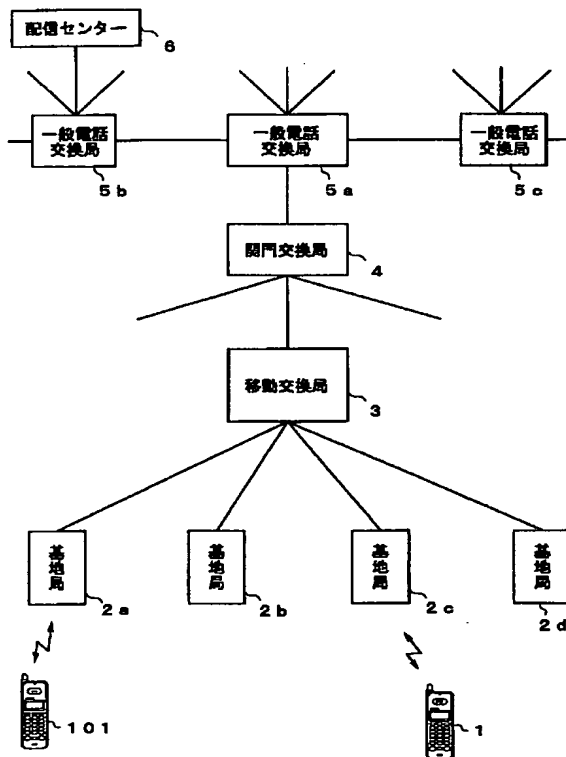 配信センター
6
一般電話
交換局
5b
一般電話
交換局
5a
一般電話
交換局
5c
関門交換局
4
移動交換局
3
基地局
2a
基地局
2b
基地局
2c
基地局
2d
101
1